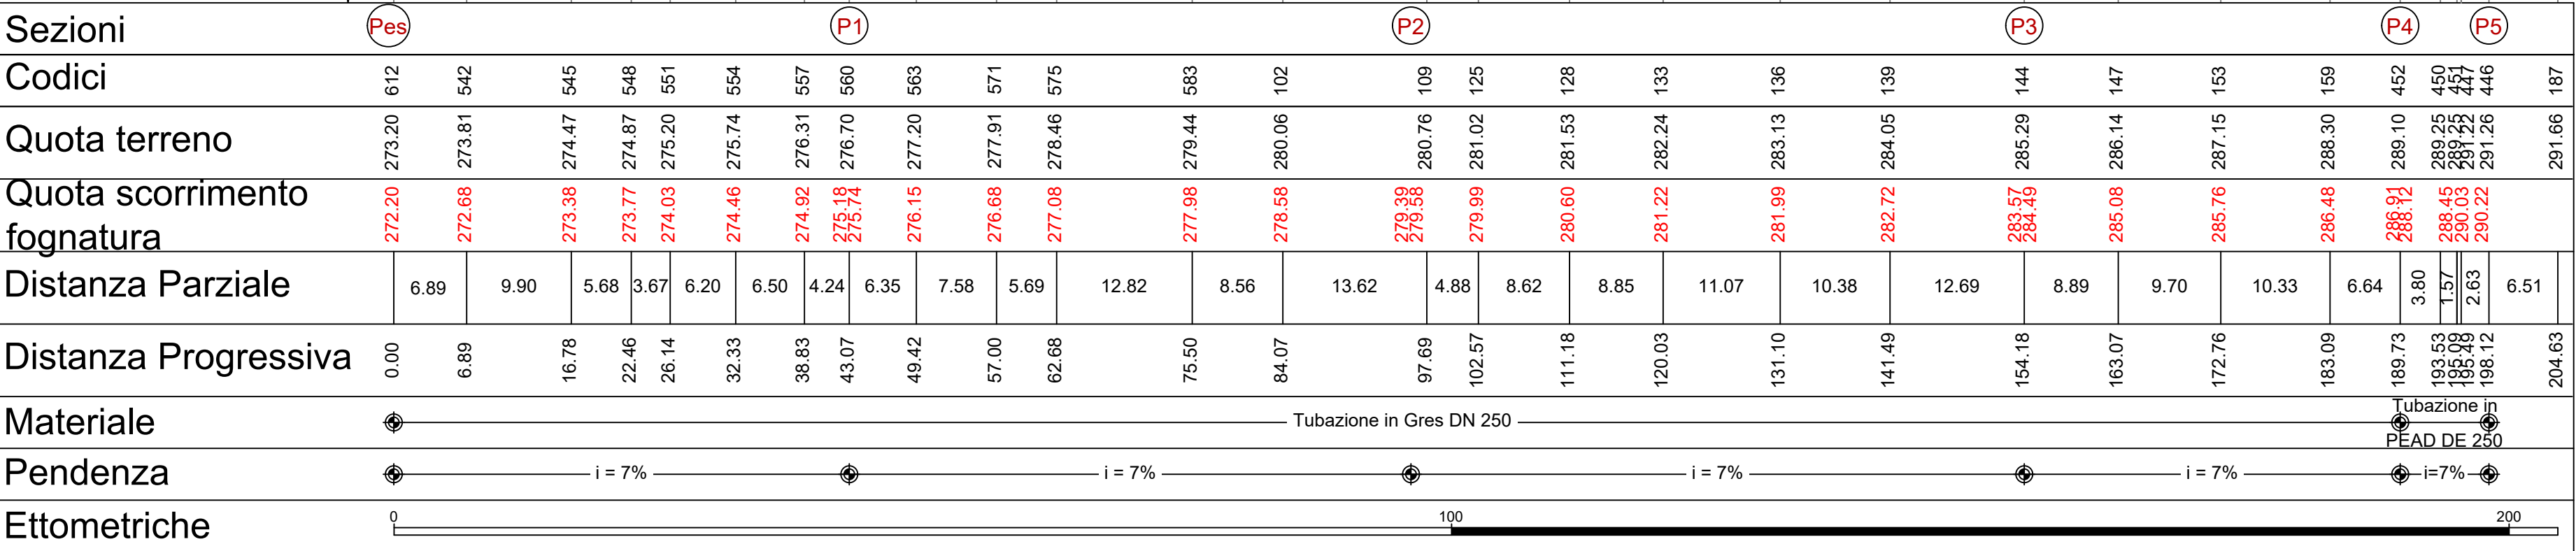 Sezioni Pes P1 P2 P3 P4 P5
Codici 612 542 545 548 551 554 557 560 563 571 575 583 102 109 125 128 133 136 139 144 147 153 159 452 450 451 447 446 187
Quota terreno 273.20 273.81 274.47 274.87 275.20 275.74 276.31 276.70 277.20 277.91 278.46 279.44 280.06 280.76 281.02 281.53 282.24 283.13 284.05 285.29 286.14 287.15 288.30 289.10 289.25 289.25 291.22 291.26 291.66
Quota scorrimento
fognatura 272.20 272.68 273.38 273.77 274.03 274.46 274.92 275.18 275.74 276.15 276.68 277.08 277.98 278.58 279.39 279.58 279.99 280.60 281.22 281.99 282.72 283.57 284.49 285.08 285.76 286.48 286.91 288.12 288.45 290.03 290.22
Distanza Parziale 6.89 9.90 5.68 3.67 6.20 6.50 4.24 6.35 7.58 5.69 12.82 8.56 13.62 4.88 8.62 8.85 11.07 10.38 12.69 8.89 9.70 10.33 6.64 3.80 1.57 2.63 6.51
Distanza Progressiva 0.00 6.89 16.78 22.46 26.14 32.33 38.83 43.07 49.42 57.00 62.68 75.50 84.07 97.69 102.57 111.18 120.03 131.10 141.49 154.18 163.07 172.76 183.09 189.73 193.53 195.09 195.49 198.12 204.63
Materiale Tubazione in Gres DN 250 Tubazione in
PEAD DE 250
Pendenza i = 7% i = 7% i = 7% i = 7% i=7%
Ettometriche 0 100 200